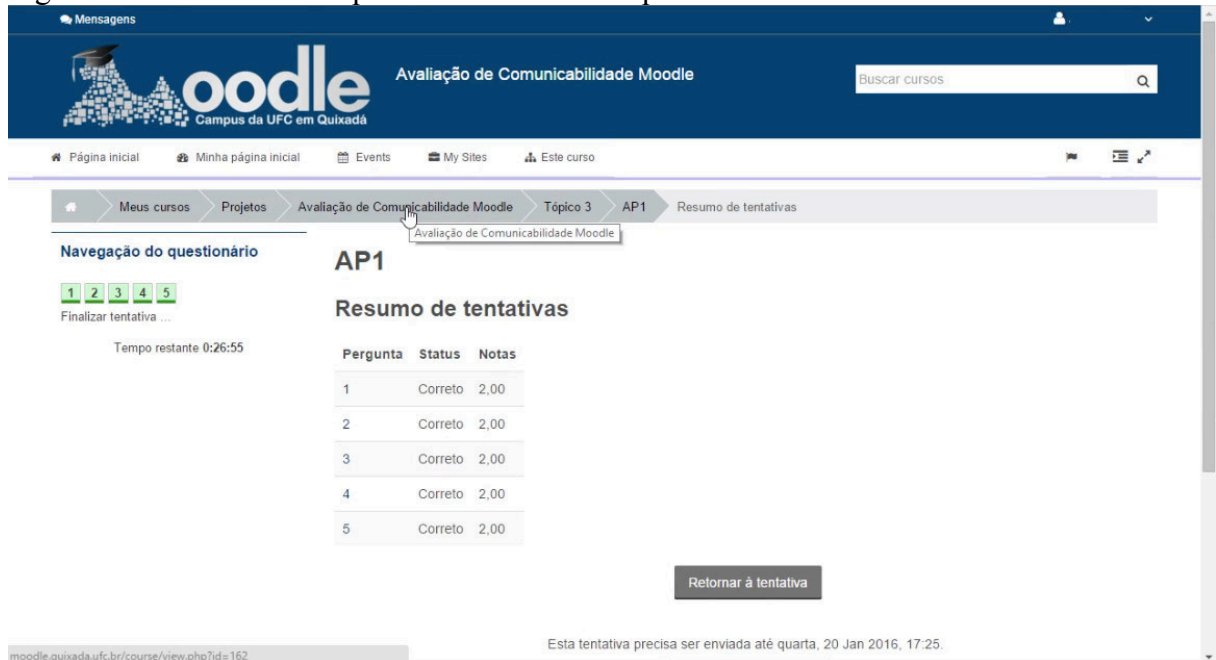 Mensagens
oodle
Campus da UFC em Quixadá
Avaliação de Comunicabilidade Moodle
Buscar cursos
Página inicial Minha página inicial Events My Sites Este curso
Meus cursos Projetos Avaliação de Comunicabilidade Moodle Tópico 3 AP1 Resumo de tentativas
Avaliação de Comunicabilidade Moodle
Navegação do questionário
1 2 3 4 5
Finalizar tentativa ...
Tempo restante 0:26:55
AP1
Resumo de tentativas
Pergunta Status Notas
1 Correto 2,00
2 Correto 2,00
3 Correto 2,00
4 Correto 2,00
5 Correto 2,00
Retornar à tentativa
Esta tentativa precisa ser enviada até quarta, 20 Jan 2016, 17:25.
moodle.quixada.ufc.br/course/view.php?id=162